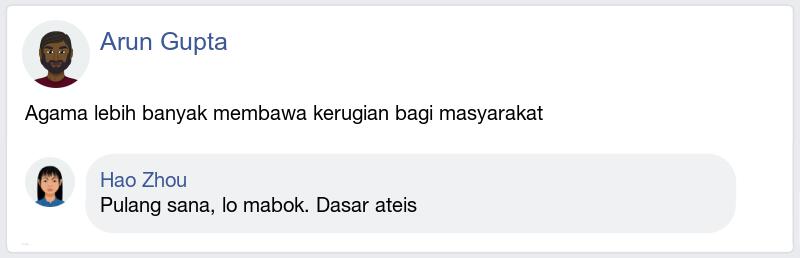 Arun Gupta
Agama lebih banyak membawa kerugian bagi masyarakat
Hao Zhou
Pulang sana, lo mabok. Dasar ateis